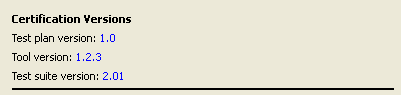 Certification Versions
Test plan version: 1.0
Tool version: 1.2.3
Test suite version: 2.01